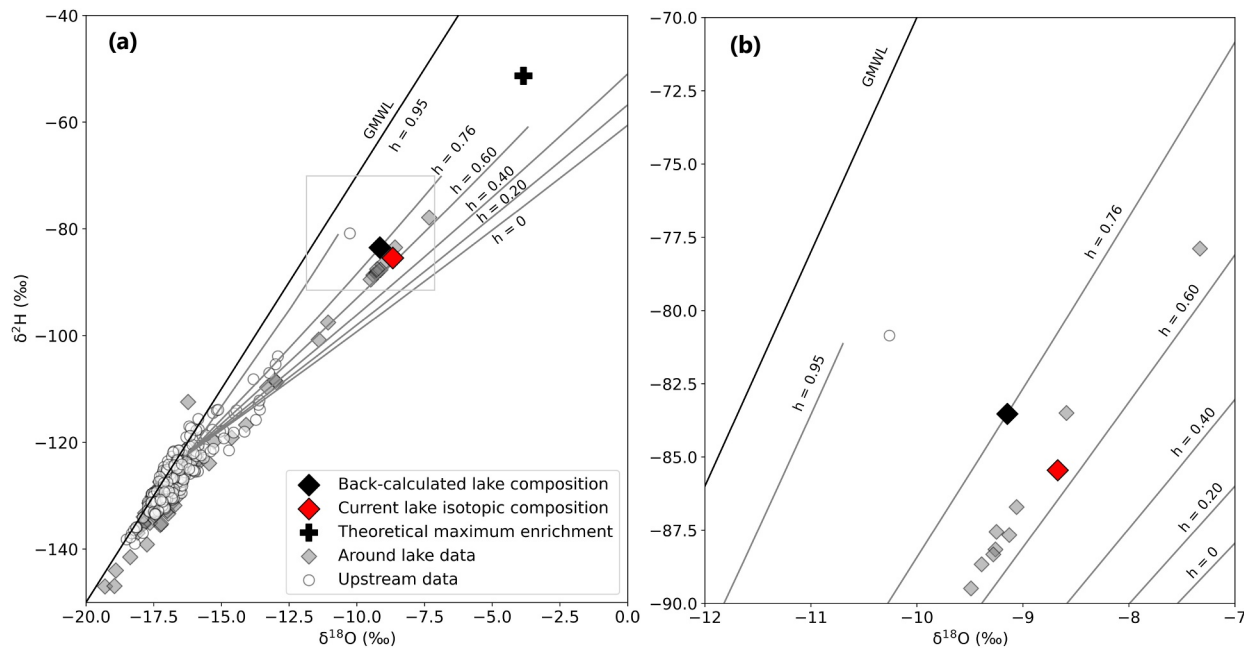 (a)
−40
−60
−80
−100
−120
−140
δ²H (‰)
GMWL
h = 0.95
h = 0.76
h = 0.60
h = 0.40
h = 0.20
h = 0
Back-calculated lake composition
Current lake isotopic composition
Theoretical maximum enrichment
Around lake data
Upstream data
−20.0 −17.5 −15.0 −12.5 −10.0 −7.5 −5.0 −2.5 0.0
δ¹⁸O (‰)
(b)
−70.0
−72.5
−75.0
−77.5
−80.0
−82.5
−85.0
−87.5
−90.0
GMWL
h = 0.95
h = 0.76
h = 0.60
h = 0.40
h = 0.20
h = 0
−12 −11 −10 −9 −8 −7
δ¹⁸O (‰)